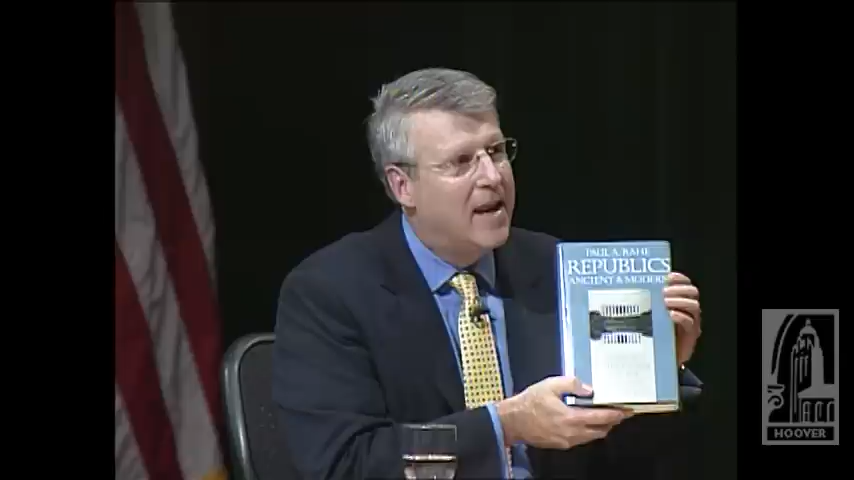 PAUL A. RAHE
REPUBLICS
ANCIENT & MODERN
HOOVER